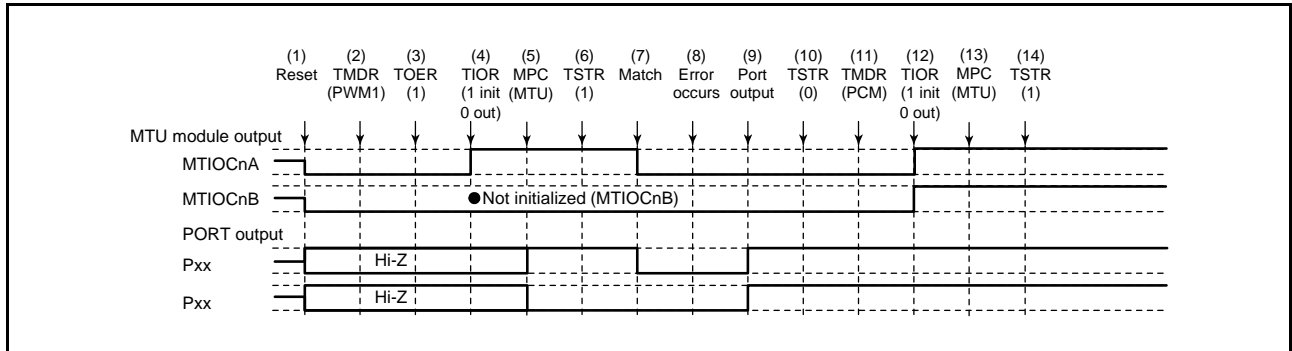 (1) (2) (3) (4) (5) (6) (7) (8) (9) (10) (11) (12) (13) (14)
Reset TMDR TOER TIOR MPC TSTR Match Error Port TSTR TMDR TIOR MPC TSTR
(PWM1) (1) (1 init (MTU) (1) occurs output (0) (PCM) (1 init (MTU) (1)
0 out) 0 out)
MTU module output
MTIOCnA
MTIOCnB ●Not initialized (MTIOCnB)
PORT output
Pxx Hi-Z
Pxx Hi-Z